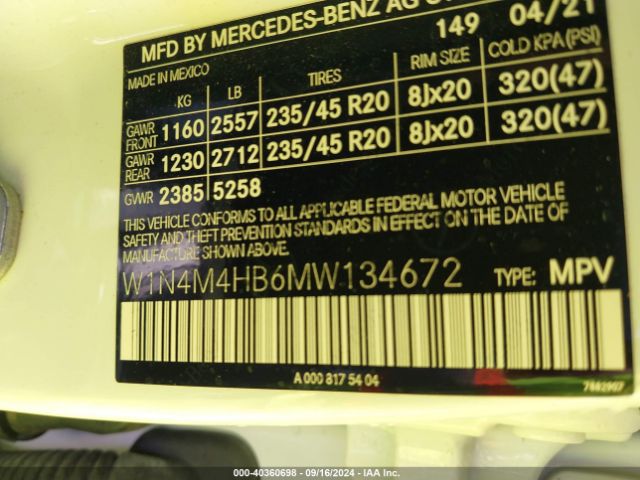 MFD BY MERCEDES-BENZ AG
149 04/21
MADE IN MEXICO
KG LB TIRES RIM SIZE COLD KPA (PSI)
GAWR FRONT 1160 2557 235/45 R20 8Jx20 320(47)
GAWR REAR 1230 2712 235/45 R20 8Jx20 320(47)
GVWR 2385 5258
THIS VEHICLE CONFORMS TO ALL APPLICABLE FEDERAL MOTOR VEHICLE
SAFETY AND THEFT PREVENTION STANDARDS IN EFFECT ON THE DATE OF
MANUFACTURE SHOWN ABOVE.
W1N4M4HB6MW134672 TYPE: MPV
A 000 817 54 04
7882907
000-40360698 - 09/16/2024 - IAA Inc.